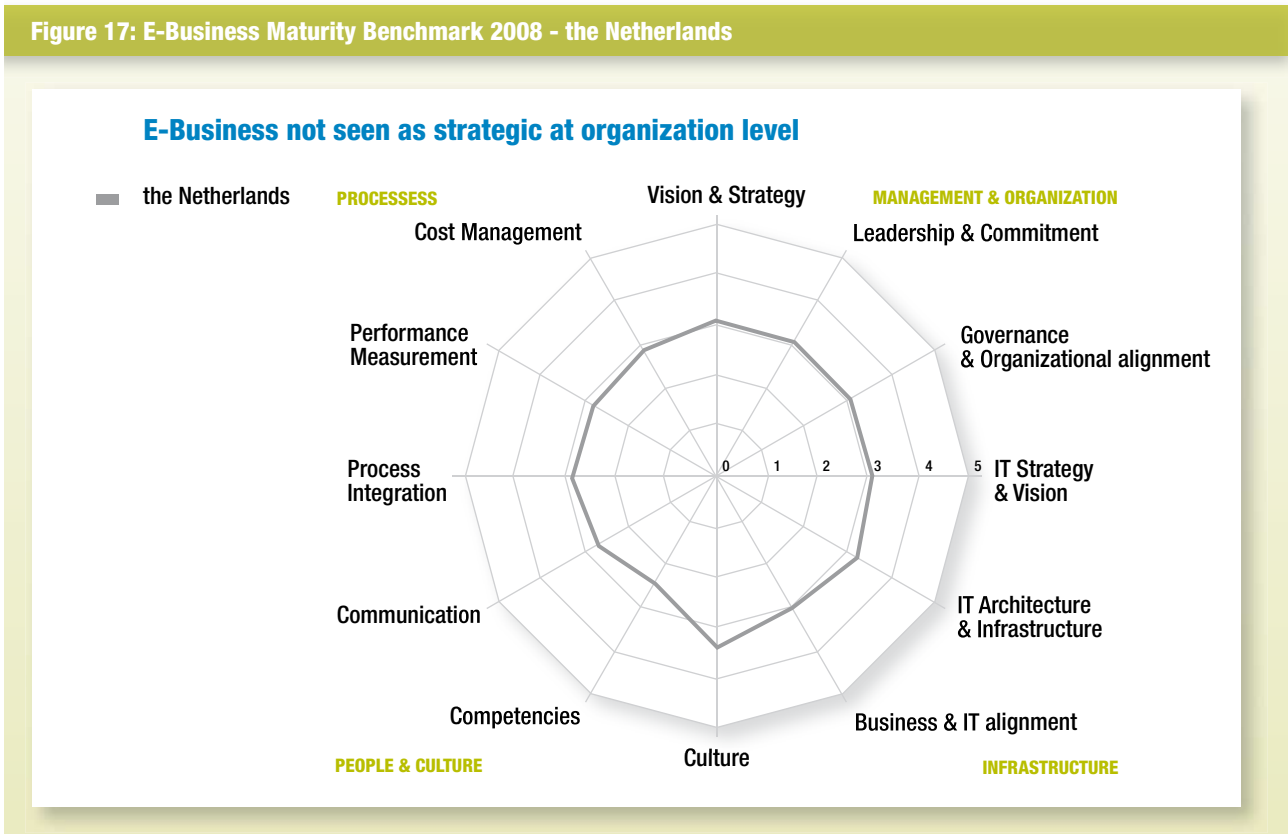 Figure 17: E-Business Maturity Benchmark 2008 - the Netherlands
E-Business not seen as strategic at organization level
the Netherlands
PROCESSESS
Vision & Strategy
MANAGEMENT & ORGANIZATION
Cost Management
Leadership & Commitment
Performance
Measurement
Governance
& Organizational alignment
Process
Integration
0 1 2 3 4 5
IT Strategy
& Vision
Communication
IT Architecture
& Infrastructure
Competencies
Business & IT alignment
Culture
PEOPLE & CULTURE
INFRASTRUCTURE